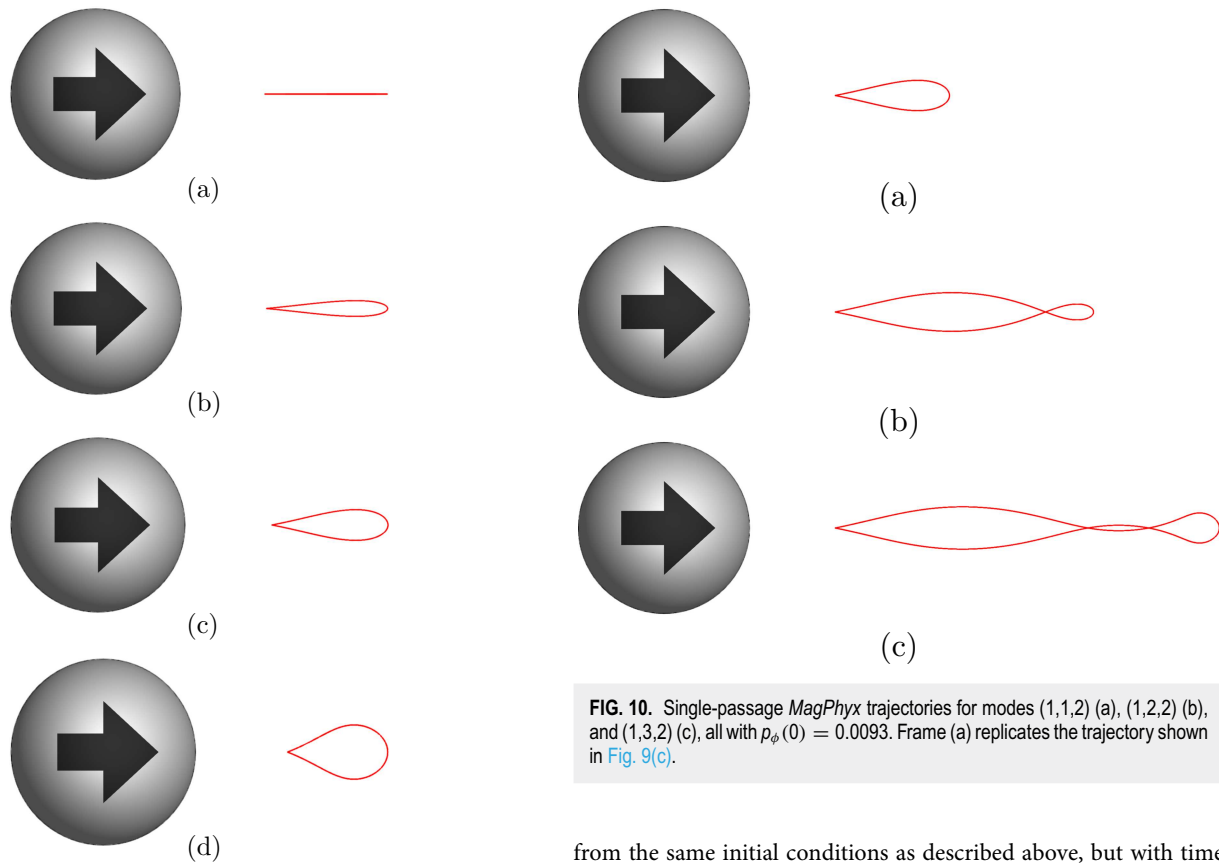 (a)
(b)
(c)
(d)
(a)
(b)
(c)
FIG. 10. Single-passage MagPhyx trajectories for modes (1,1,2) (a), (1,2,2) (b),
and (1,3,2) (c), all with pϕ(0) = 0.0093. Frame (a) replicates the trajectory shown
in Fig. 9(c).
from the same initial conditions as described above, but with time